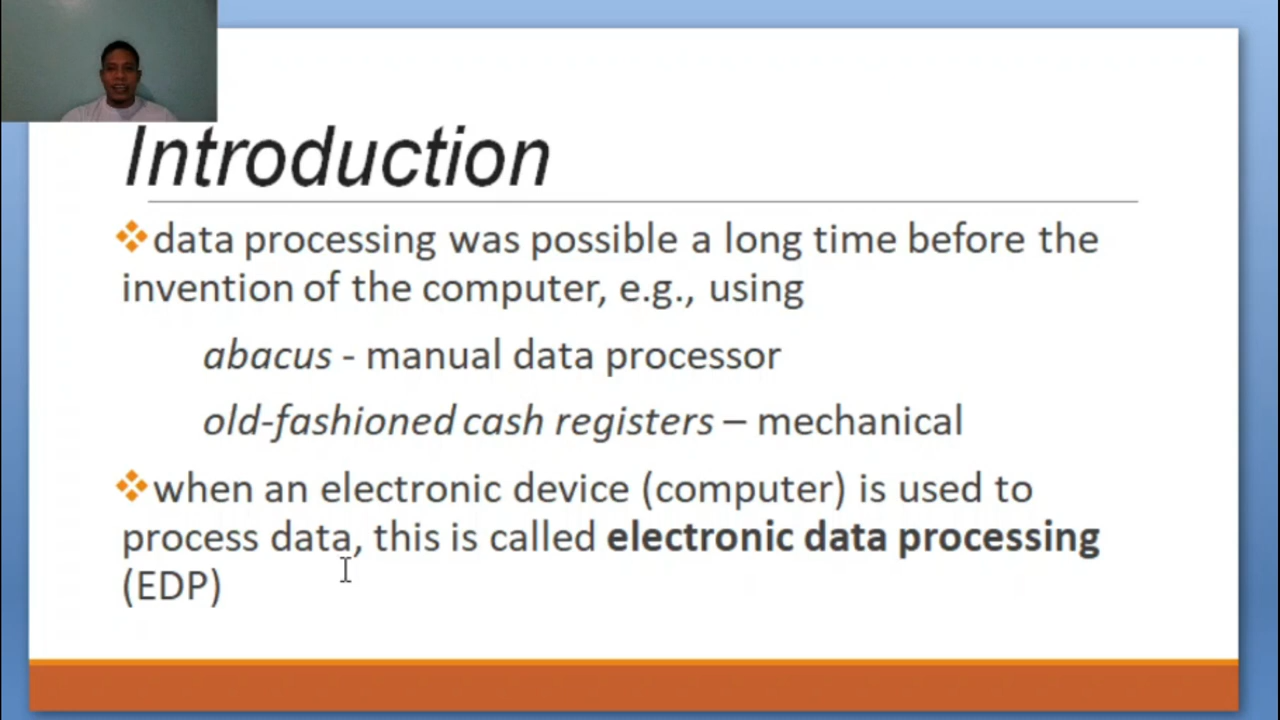 Introduction
data processing was possible a long time before the
invention of the computer, e.g., using
abacus - manual data processor
old-fashioned cash registers – mechanical
when an electronic device (computer) is used to
process data, this is called electronic data processing
(EDP)